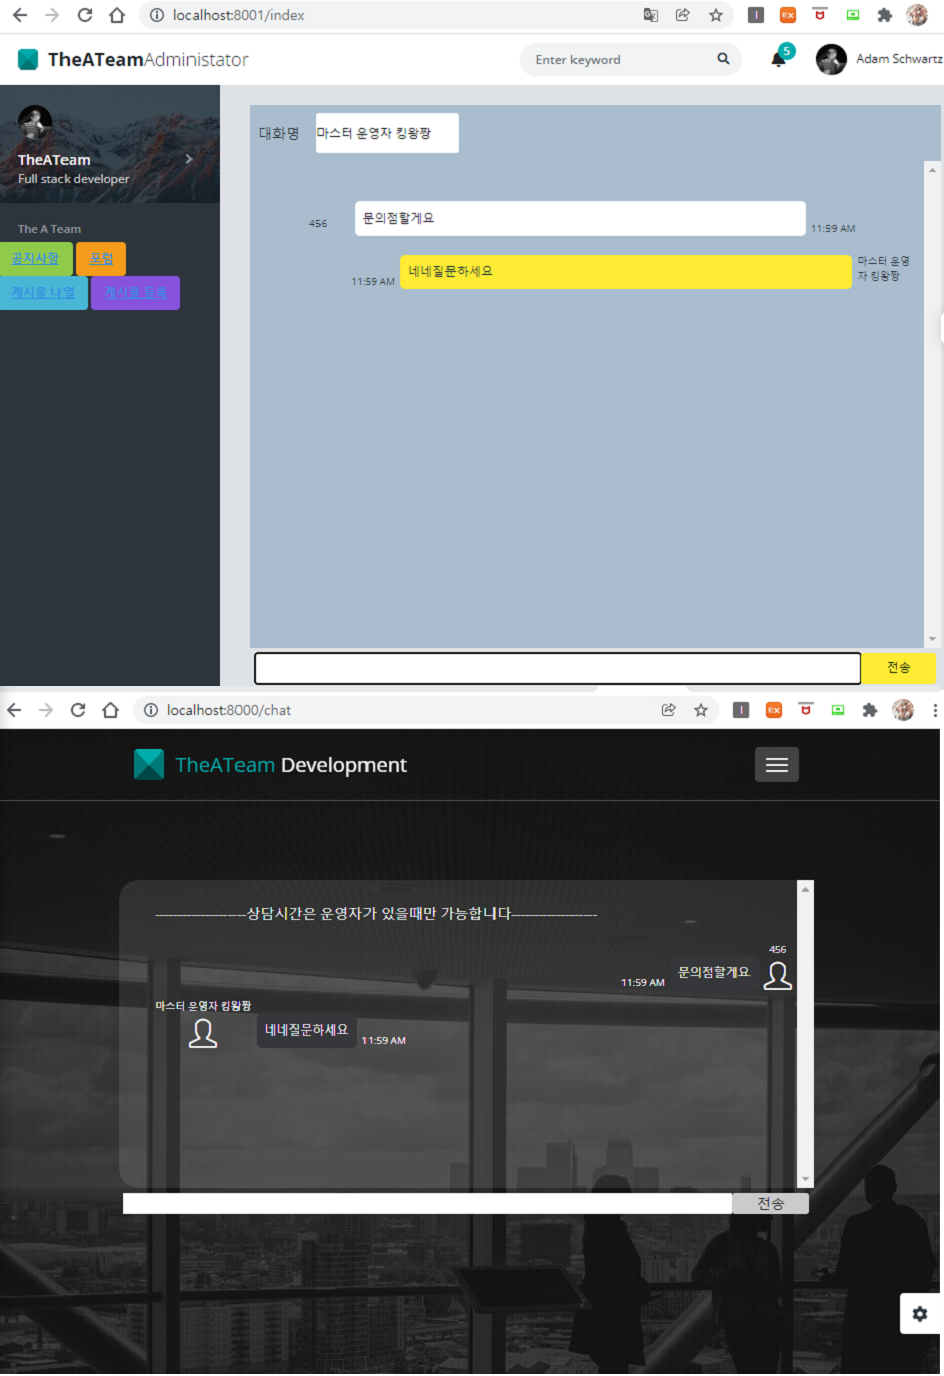 localhost:8001/index
TheATeamAdministator
Enter keyword
5
Adam Schwartz
TheATeam
Full stack developer
The A Team
공지사항
포럼
게시물 나열
게시물 등록
대화명
마스터 운영자 킹왕짱
456
문의점할게요
11:59 AM
11:59 AM
네네질문하세요
마스터 운영
자 킹왕짱
전송
localhost:8000/chat
TheATeam Development
--------------------상담시간은 운영자가 있을때만 가능합니다-------------------
456
11:59 AM
문의점할게요
마스터 운영자 킹왕짱
네네질문하세요
11:59 AM
전송